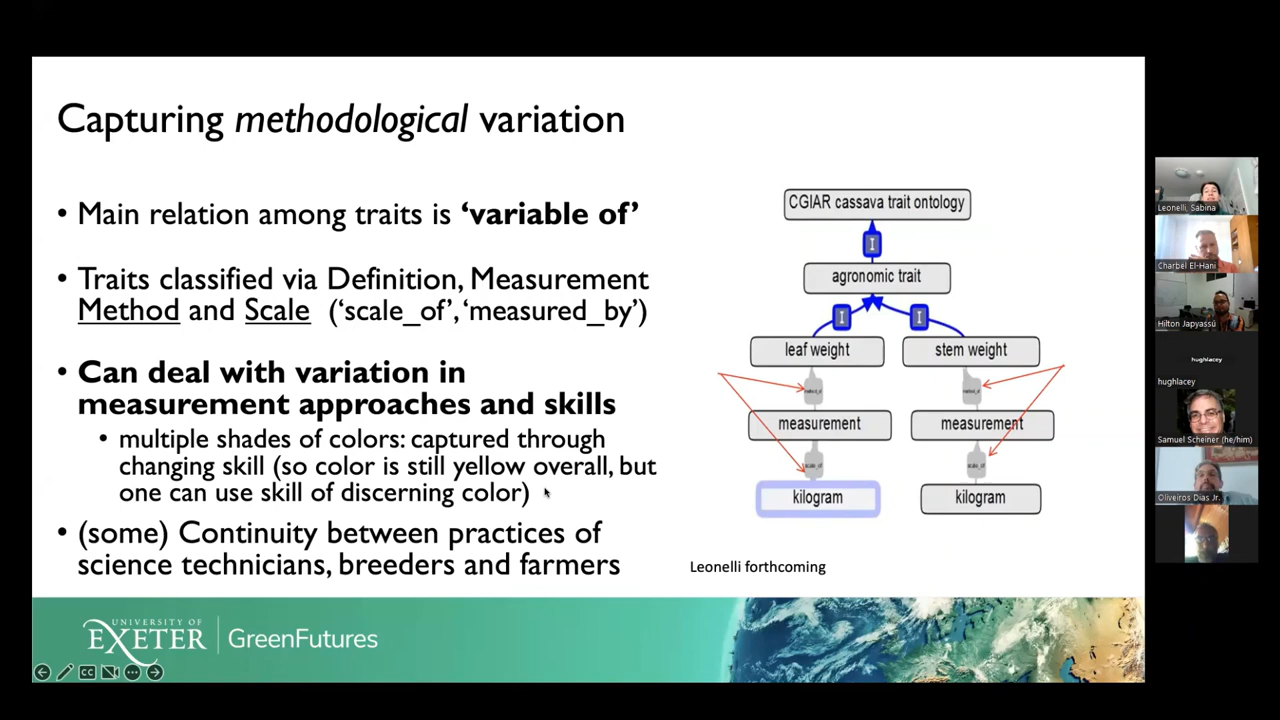 Capturing methodological variation
• Main relation among traits is ‘variable of’
• Traits classified via Definition, Measurement
Method and Scale (‘scale_of’, ‘measured_by’)
• Can deal with variation in
measurement approaches and skills
• multiple shades of colors: captured through
changing skill (so color is still yellow overall, but
one can use skill of discerning color)
• (some) Continuity between practices of
science technicians, breeders and farmers
CGIAR cassava trait ontology
I
agronomic trait
I
I
leaf weight
stem weight
measurement
measurement
scale_of
scale_of
kilogram
kilogram
Leonelli forthcoming
UNIVERSITY OF
EXETER
GreenFutures
CC
Leonelli, Sabina
Charbel El-Hani
Hilton Japyassú
hughlacey
hughlacey
Samuel Scheiner (he/him)
Oliveiros Dias Jr.